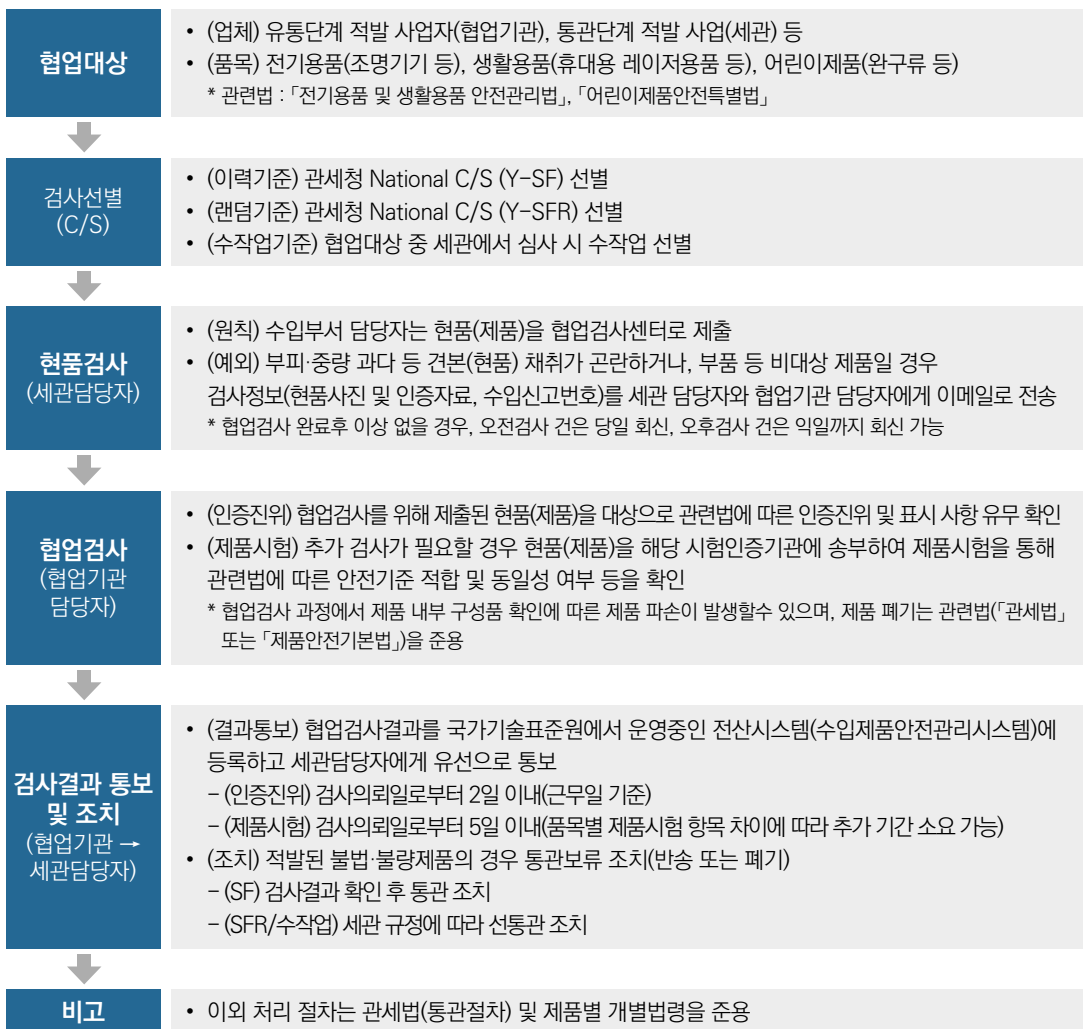 협업대상
• (업체) 유통단계 적발 사업자(협업기관), 통관단계 적발 사업(세관) 등
• (품목) 전기용품(조명기기 등), 생활용품(휴대용 레이저용품 등), 어린이제품(완구류 등)
* 관련법 : 「전기용품 및 생활용품 안전관리법」, 「어린이제품안전특별법」
검사선별
(C/S)
• (이력기준) 관세청 National C/S (Y-SF) 선별
• (랜덤기준) 관세청 National C/S (Y-SFR) 선별
• (수작업기준) 협업대상 중 세관에서 심사 시 수작업 선별
현품검사
(세관담당자)
• (원칙) 수입부서 담당자는 현품(제품)을 협업검사센터로 제출
• (예외) 부피·중량 과다 등 견본(현품) 채취가 곤란하거나, 부품 등 비대상 제품일 경우
검사정보(현품사진 및 인증자료, 수입신고번호)를 세관 담당자와 협업기관 담당자에게 이메일로 전송
* 협업검사 완료후 이상 없을 경우, 오전검사 건은 당일 회신, 오후검사 건은 익일까지 회신 가능
협업검사
(협업기관
담당자)
• (인증진위) 협업검사를 위해 제출된 현품(제품)을 대상으로 관련법에 따른 인증진위 및 표시 사항 유무 확인
• (제품시험) 추가 검사가 필요할 경우 현품(제품)을 해당 시험인증기관에 송부하여 제품시험을 통해
관련법에 따른 안전기준 적합 및 동일성 여부 등을 확인
* 협업검사 과정에서 제품 내부 구성품 확인에 따른 제품 파손이 발생할수 있으며, 제품 폐기는 관련법(「관세법」
또는 「제품안전기본법」)을 준용
검사결과 통보
및 조치
(협업기관 →
세관담당자)
• (결과통보) 협업검사결과를 국가기술표준원에서 운영중인 전산시스템(수입제품안전관리시스템)에
등록하고 세관담당자에게 유선으로 통보
- (인증진위) 검사의뢰일로부터 2일 이내(근무일 기준)
- (제품시험) 검사의뢰일로부터 5일 이내(품목별 제품시험 항목 차이에 따라 추가 기간 소요 가능)
• (조치) 적발된 불법·불량제품의 경우 통관보류 조치(반송 또는 폐기)
- (SF) 검사결과 확인 후 통관 조치
- (SFR/수작업) 세관 규정에 따라 선통관 조치
비고
• 이외 처리 절차는 관세법(통관절차) 및 제품별 개별법령을 준용